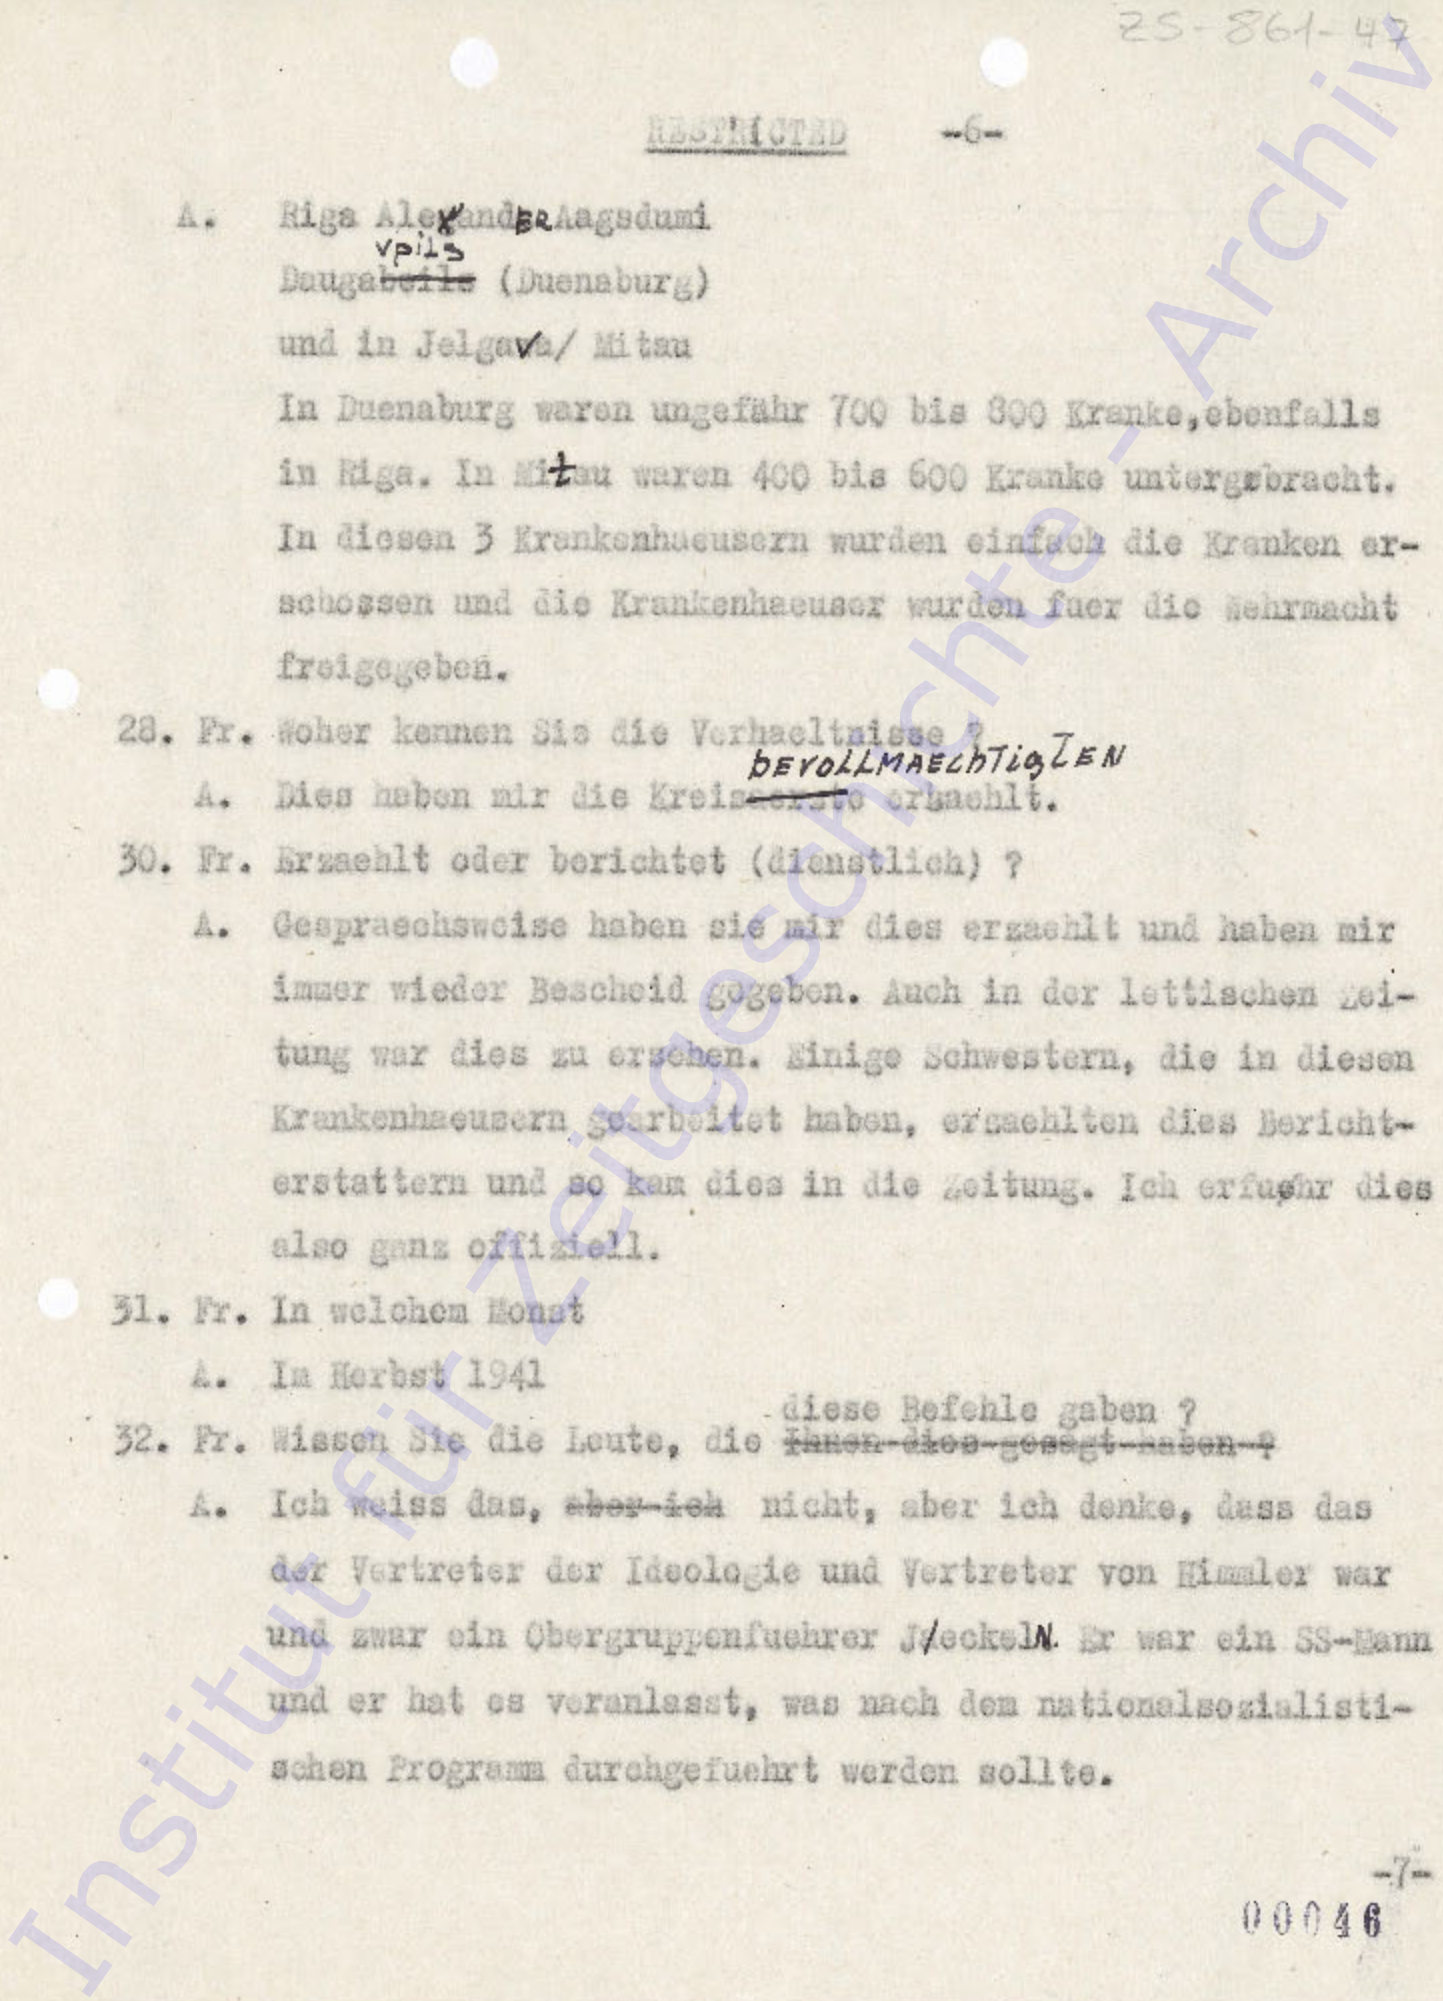 ZS-861-47
RESTRICTED -6-
A. Riga AlexandER Aagsdumi
vpils
Daugabeils (Duenaburg)
und in Jelgava/ Mitau
In Duenaburg waren ungefähr 700 bis 800 Kranke,ebenfalls
in Riga. In Mitau waren 400 bis 600 Kranke untergebracht.
In diesen 3 Krankenhaeusern wurden einfach die Kranken er-
schossen und die Krankenhaeuser wurden fuer die Wehrmacht
freigegeben.
28. Fr. Woher kennen Sie die Verhaeltnisse ?
bEVOLLMAEChTigTEN
A. Dies haben mir die Kreisaerste erzaehlt.
30. Fr. Erzaehlt oder berichtet (dienstlich) ?
A. Gespraechsweise haben sie mir dies erzaehlt und haben mir
immer wieder Bescheid gegeben. Auch in der lettischen Zei-
tung war dies zu ersehen. Einige Schwestern, die in diesen
Krankenhaeusern gearbeitet haben, erzaehlten dies Bericht-
erstattern und so kam dies in die Zeitung. Ich erfuehr dies
also ganz offiziell.
31. Fr. In welchem Monat
A. Im Herbst 1941
diese Befehle gaben ?
32. Fr. Wissen Sie die Leute, die Ihnen dies gesagt haben ?
A. Ich weiss das, aber ich nicht, aber ich denke, dass das
der Vertreter der Ideologie und Vertreter von Himmler war
und zwar ein Obergruppenfuehrer J/eckelN. Er war ein SS-Mann
und er hat es veranlasst, was nach dem nationalsozialisti-
schen Programm durchgefuehrt werden sollte.
-7-
00046
Institut für Zeitgeschichte - Archiv